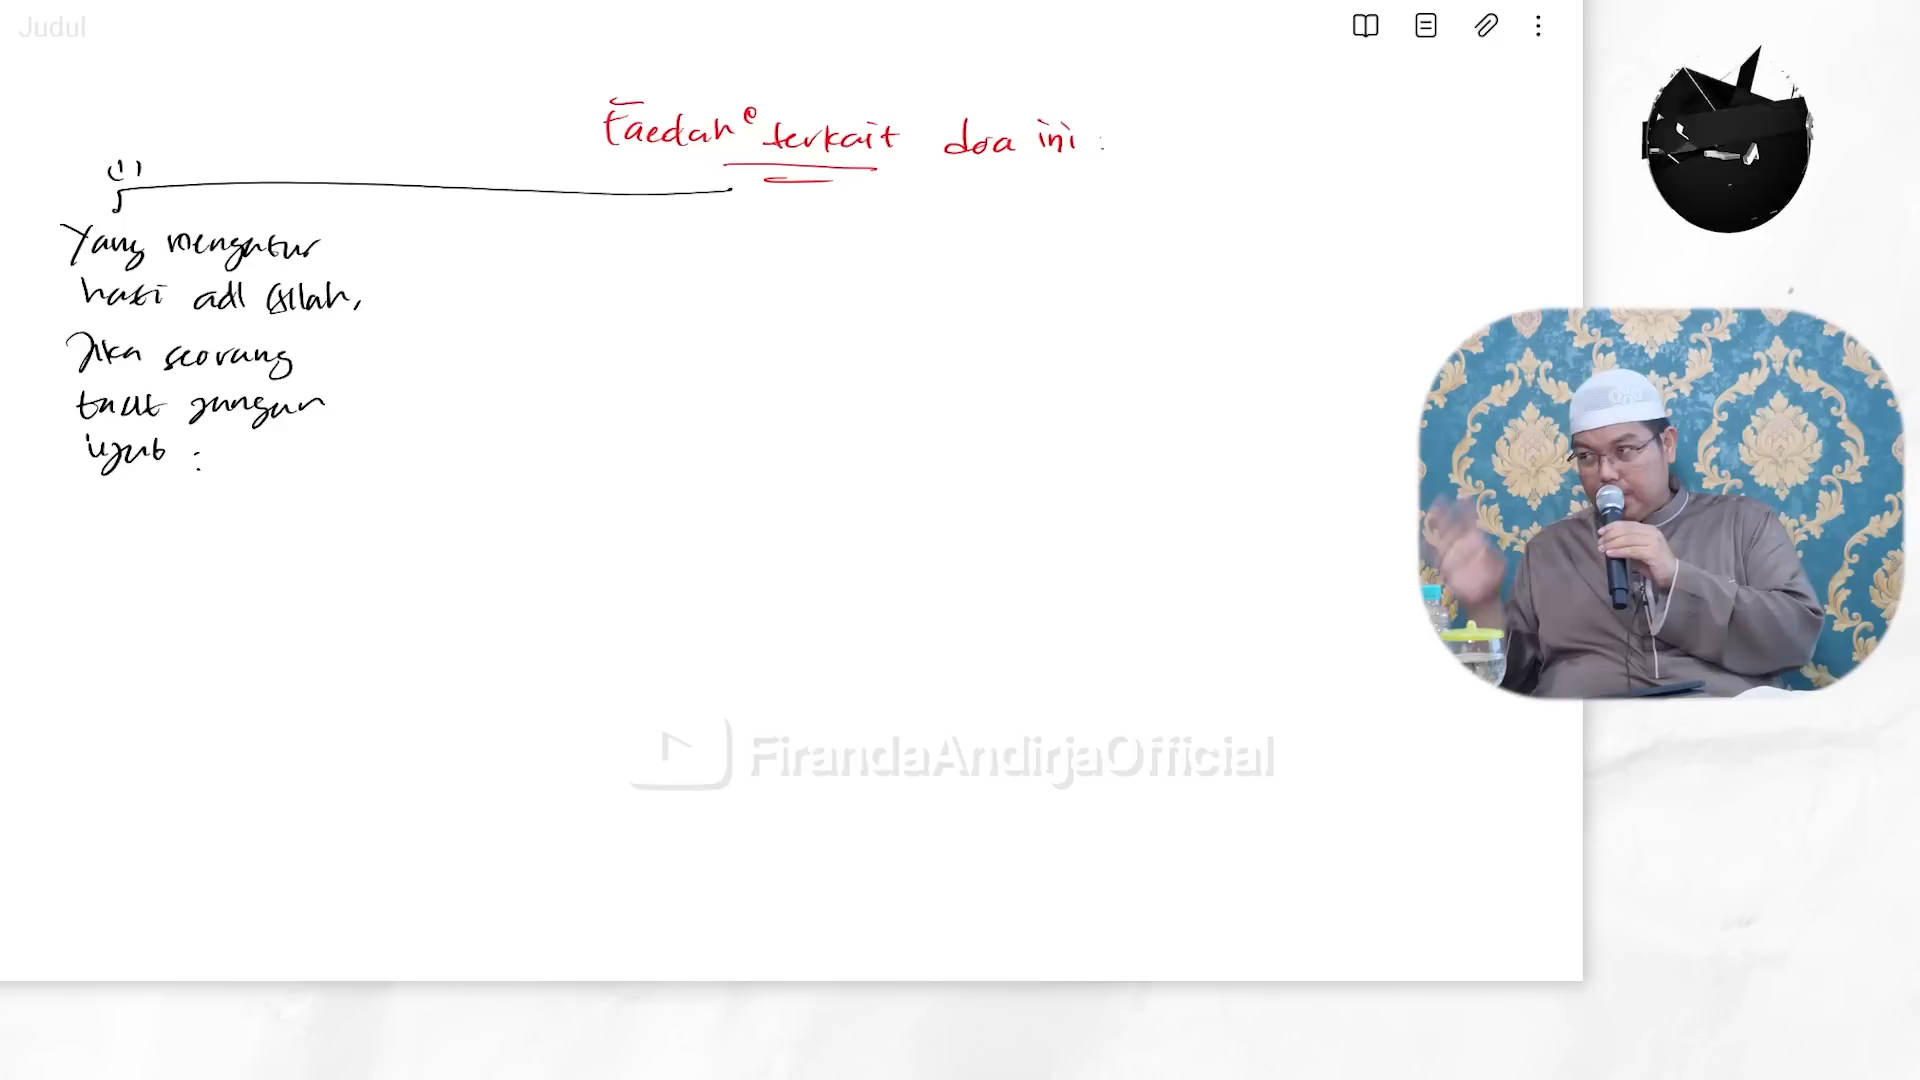 Judul
Faedah² terkait doa ini :
(1)
Yang mengatur
hati adl Allah,
Jika seorang
taat jangan
ujub :
FirandaAndirjaOfficial